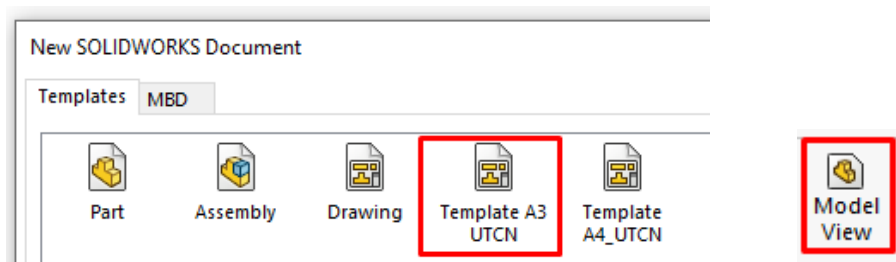 New SOLIDWORKS Document
Templates MBD
Part Assembly Drawing Template A3 Template
UTCN A4_UTCN
Model
View